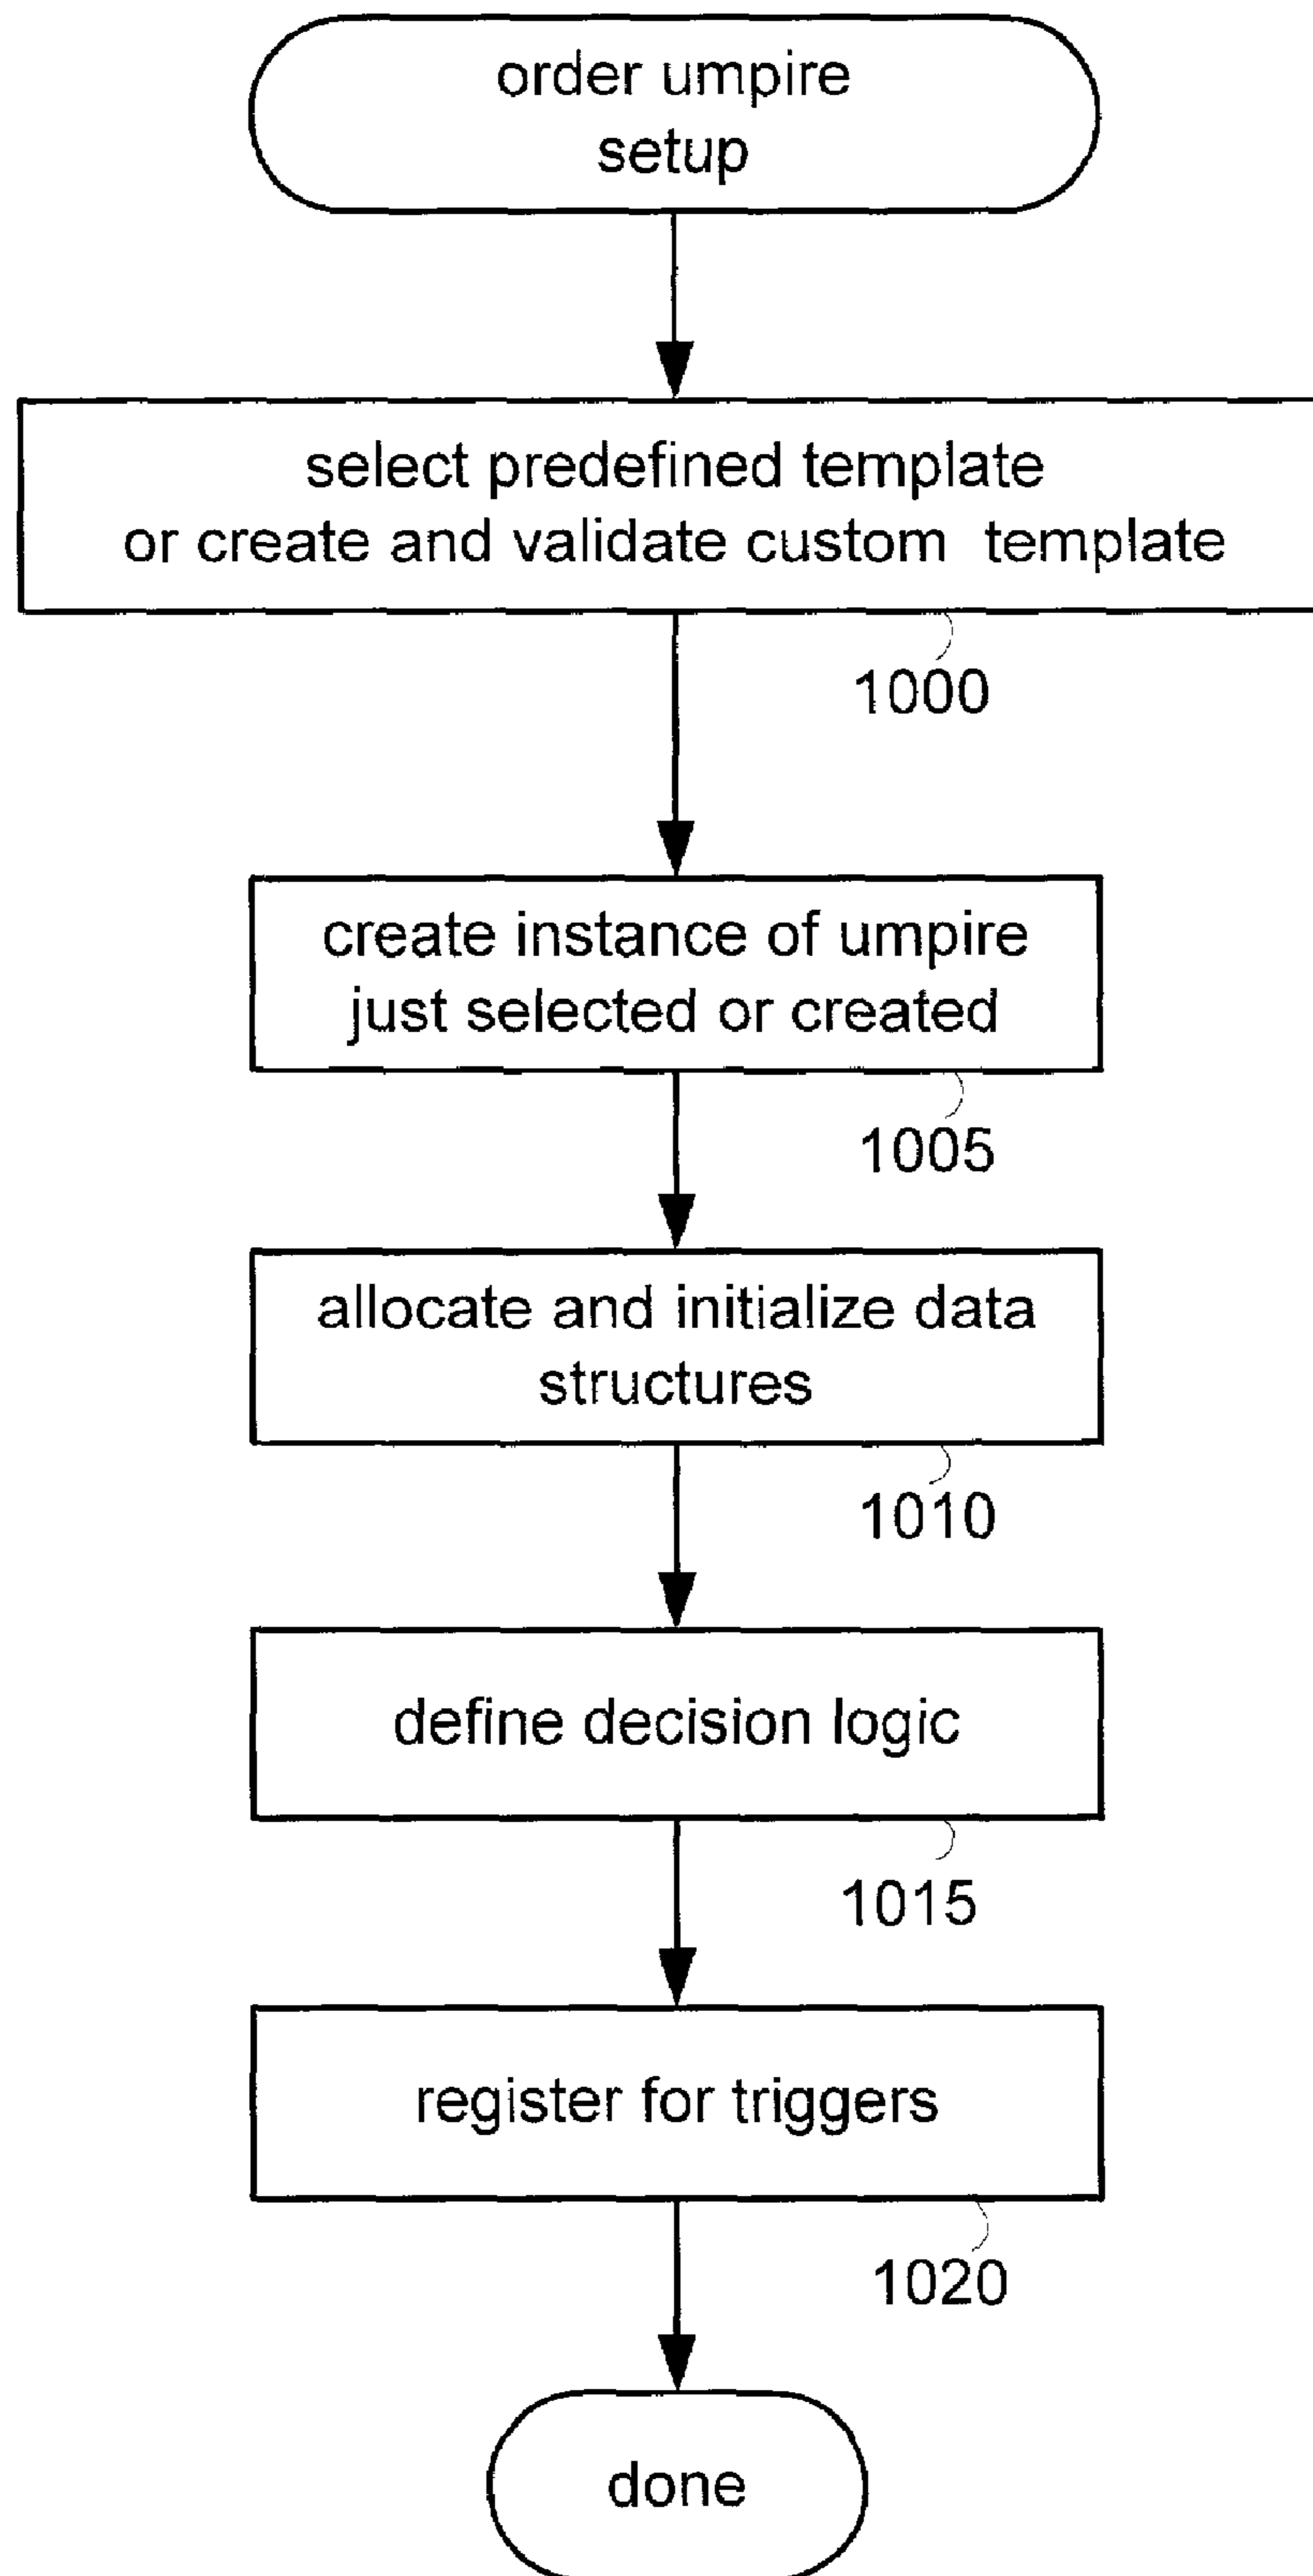 order umpire
setup
select predefined template
or create and validate custom template
1000
create instance of umpire
just selected or created
1005
allocate and initialize data
structures
1010
define decision logic
1015
register for triggers
1020
done